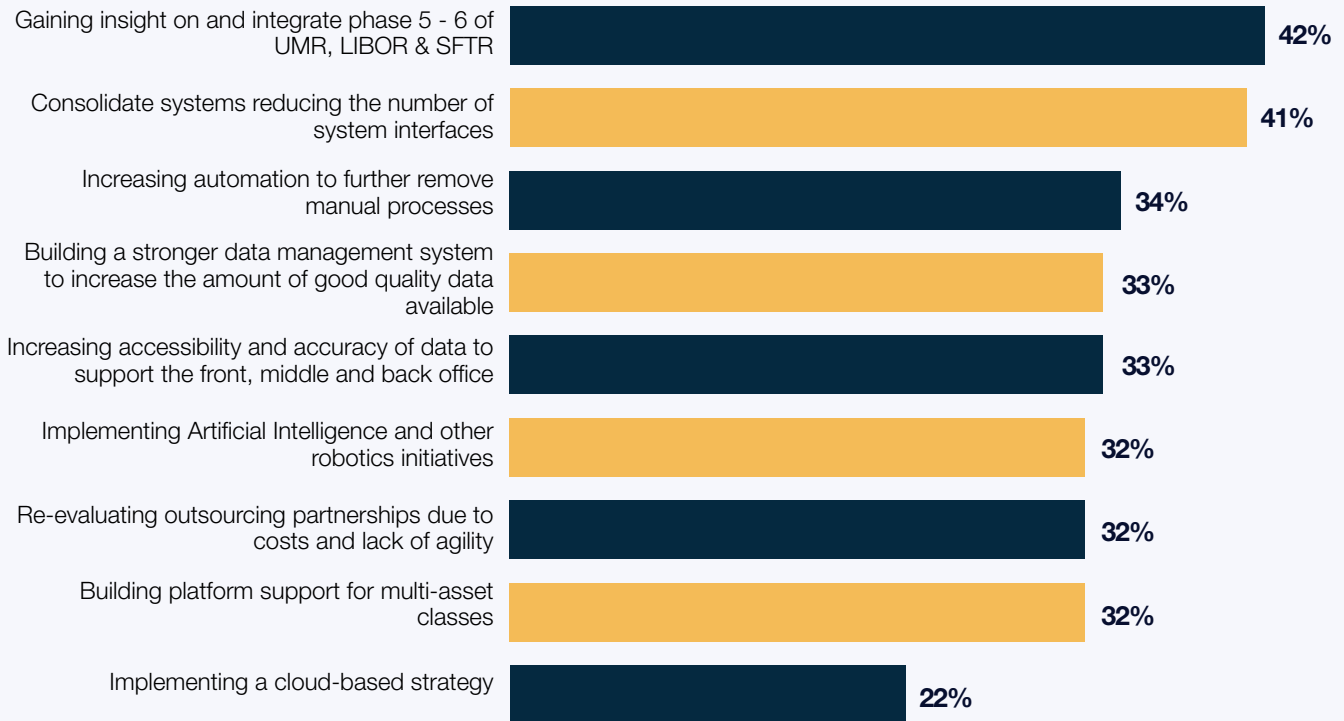 Gaining insight on and integrate phase 5 - 6 of
UMR, LIBOR & SFTR
42%
Consolidate systems reducing the number of
system interfaces
41%
Increasing automation to further remove
manual processes
34%
Building a stronger data management system
to increase the amount of good quality data
available
33%
Increasing accessibility and accuracy of data to
support the front, middle and back office
33%
Implementing Artificial Intelligence and other
robotics initiatives
32%
Re-evaluating outsourcing partnerships due to
costs and lack of agility
32%
Building platform support for multi-asset
classes
32%
Implementing a cloud-based strategy
22%